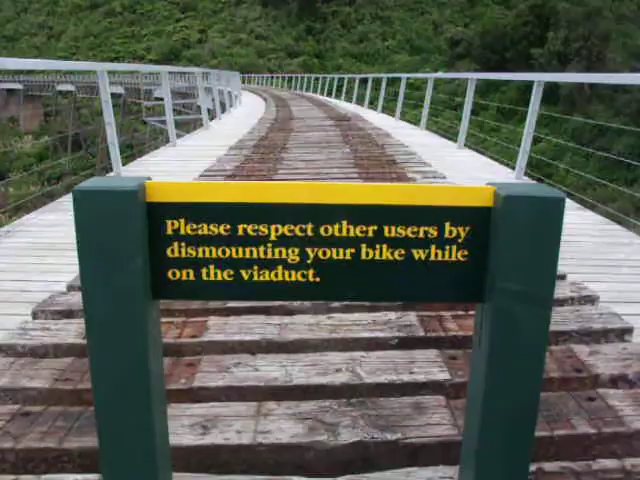 Please respect other users by
dismounting your bike while
on the viaduct.